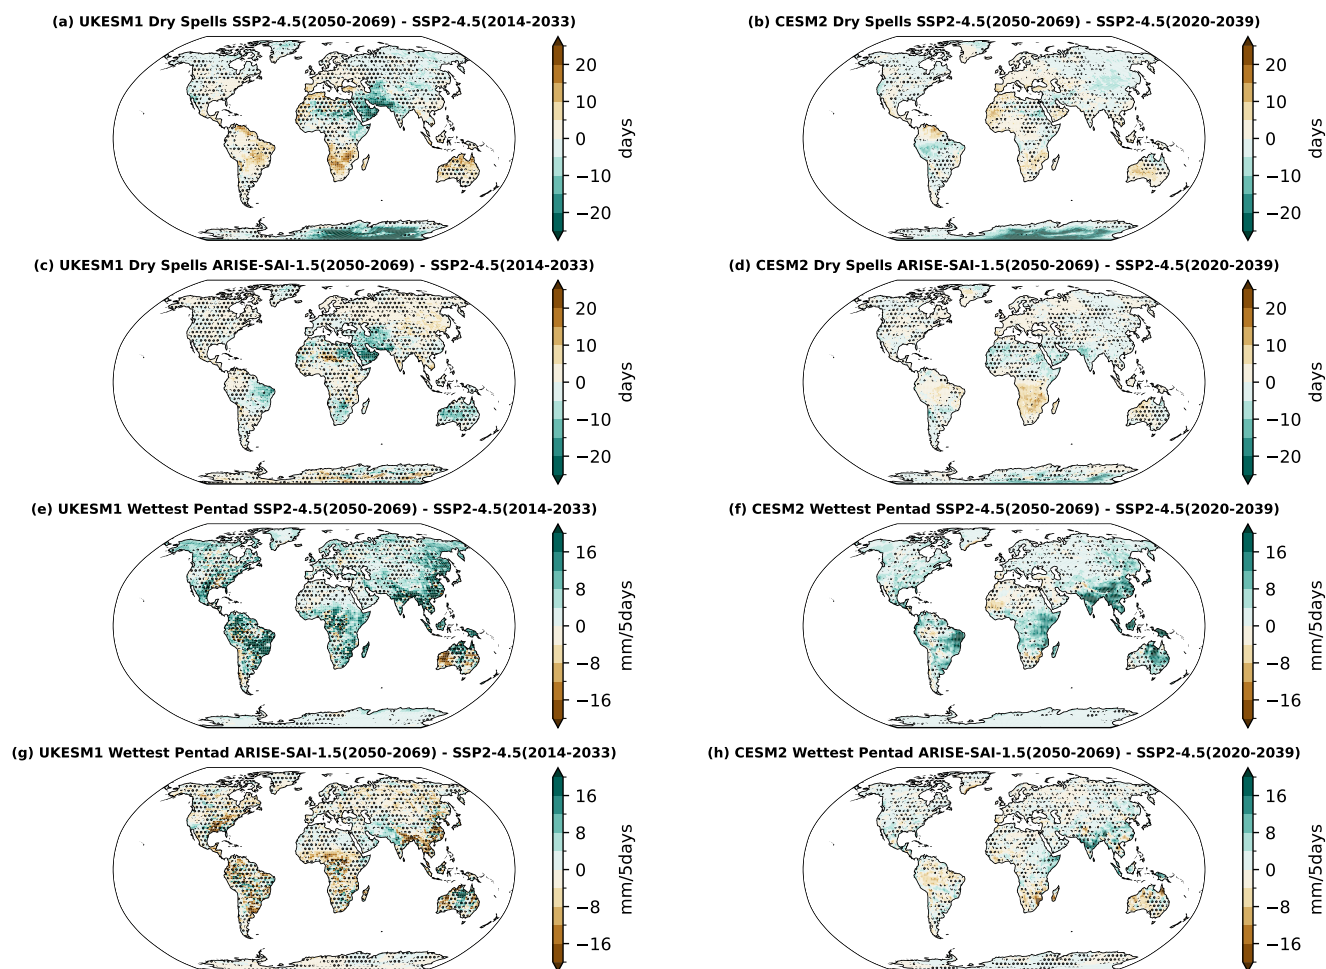 (a) UKESM1 Dry Spells SSP2-4.5(2050-2069) - SSP2-4.5(2014-2033)
20
10
0
−10
−20
days
(b) CESM2 Dry Spells SSP2-4.5(2050-2069) - SSP2-4.5(2020-2039)
20
10
0
−10
−20
days
(c) UKESM1 Dry Spells ARISE-SAI-1.5(2050-2069) - SSP2-4.5(2014-2033)
20
10
0
−10
−20
days
(d) CESM2 Dry Spells ARISE-SAI-1.5(2050-2069) - SSP2-4.5(2020-2039)
20
10
0
−10
−20
days
(e) UKESM1 Wettest Pentad SSP2-4.5(2050-2069) - SSP2-4.5(2014-2033)
16
8
0
−8
−16
mm/5days
(f) CESM2 Wettest Pentad SSP2-4.5(2050-2069) - SSP2-4.5(2020-2039)
16
8
0
−8
−16
mm/5days
(g) UKESM1 Wettest Pentad ARISE-SAI-1.5(2050-2069) - SSP2-4.5(2014-2033)
16
8
0
−8
−16
mm/5days
(h) CESM2 Wettest Pentad ARISE-SAI-1.5(2050-2069) - SSP2-4.5(2020-2039)
16
8
0
−8
−16
mm/5days